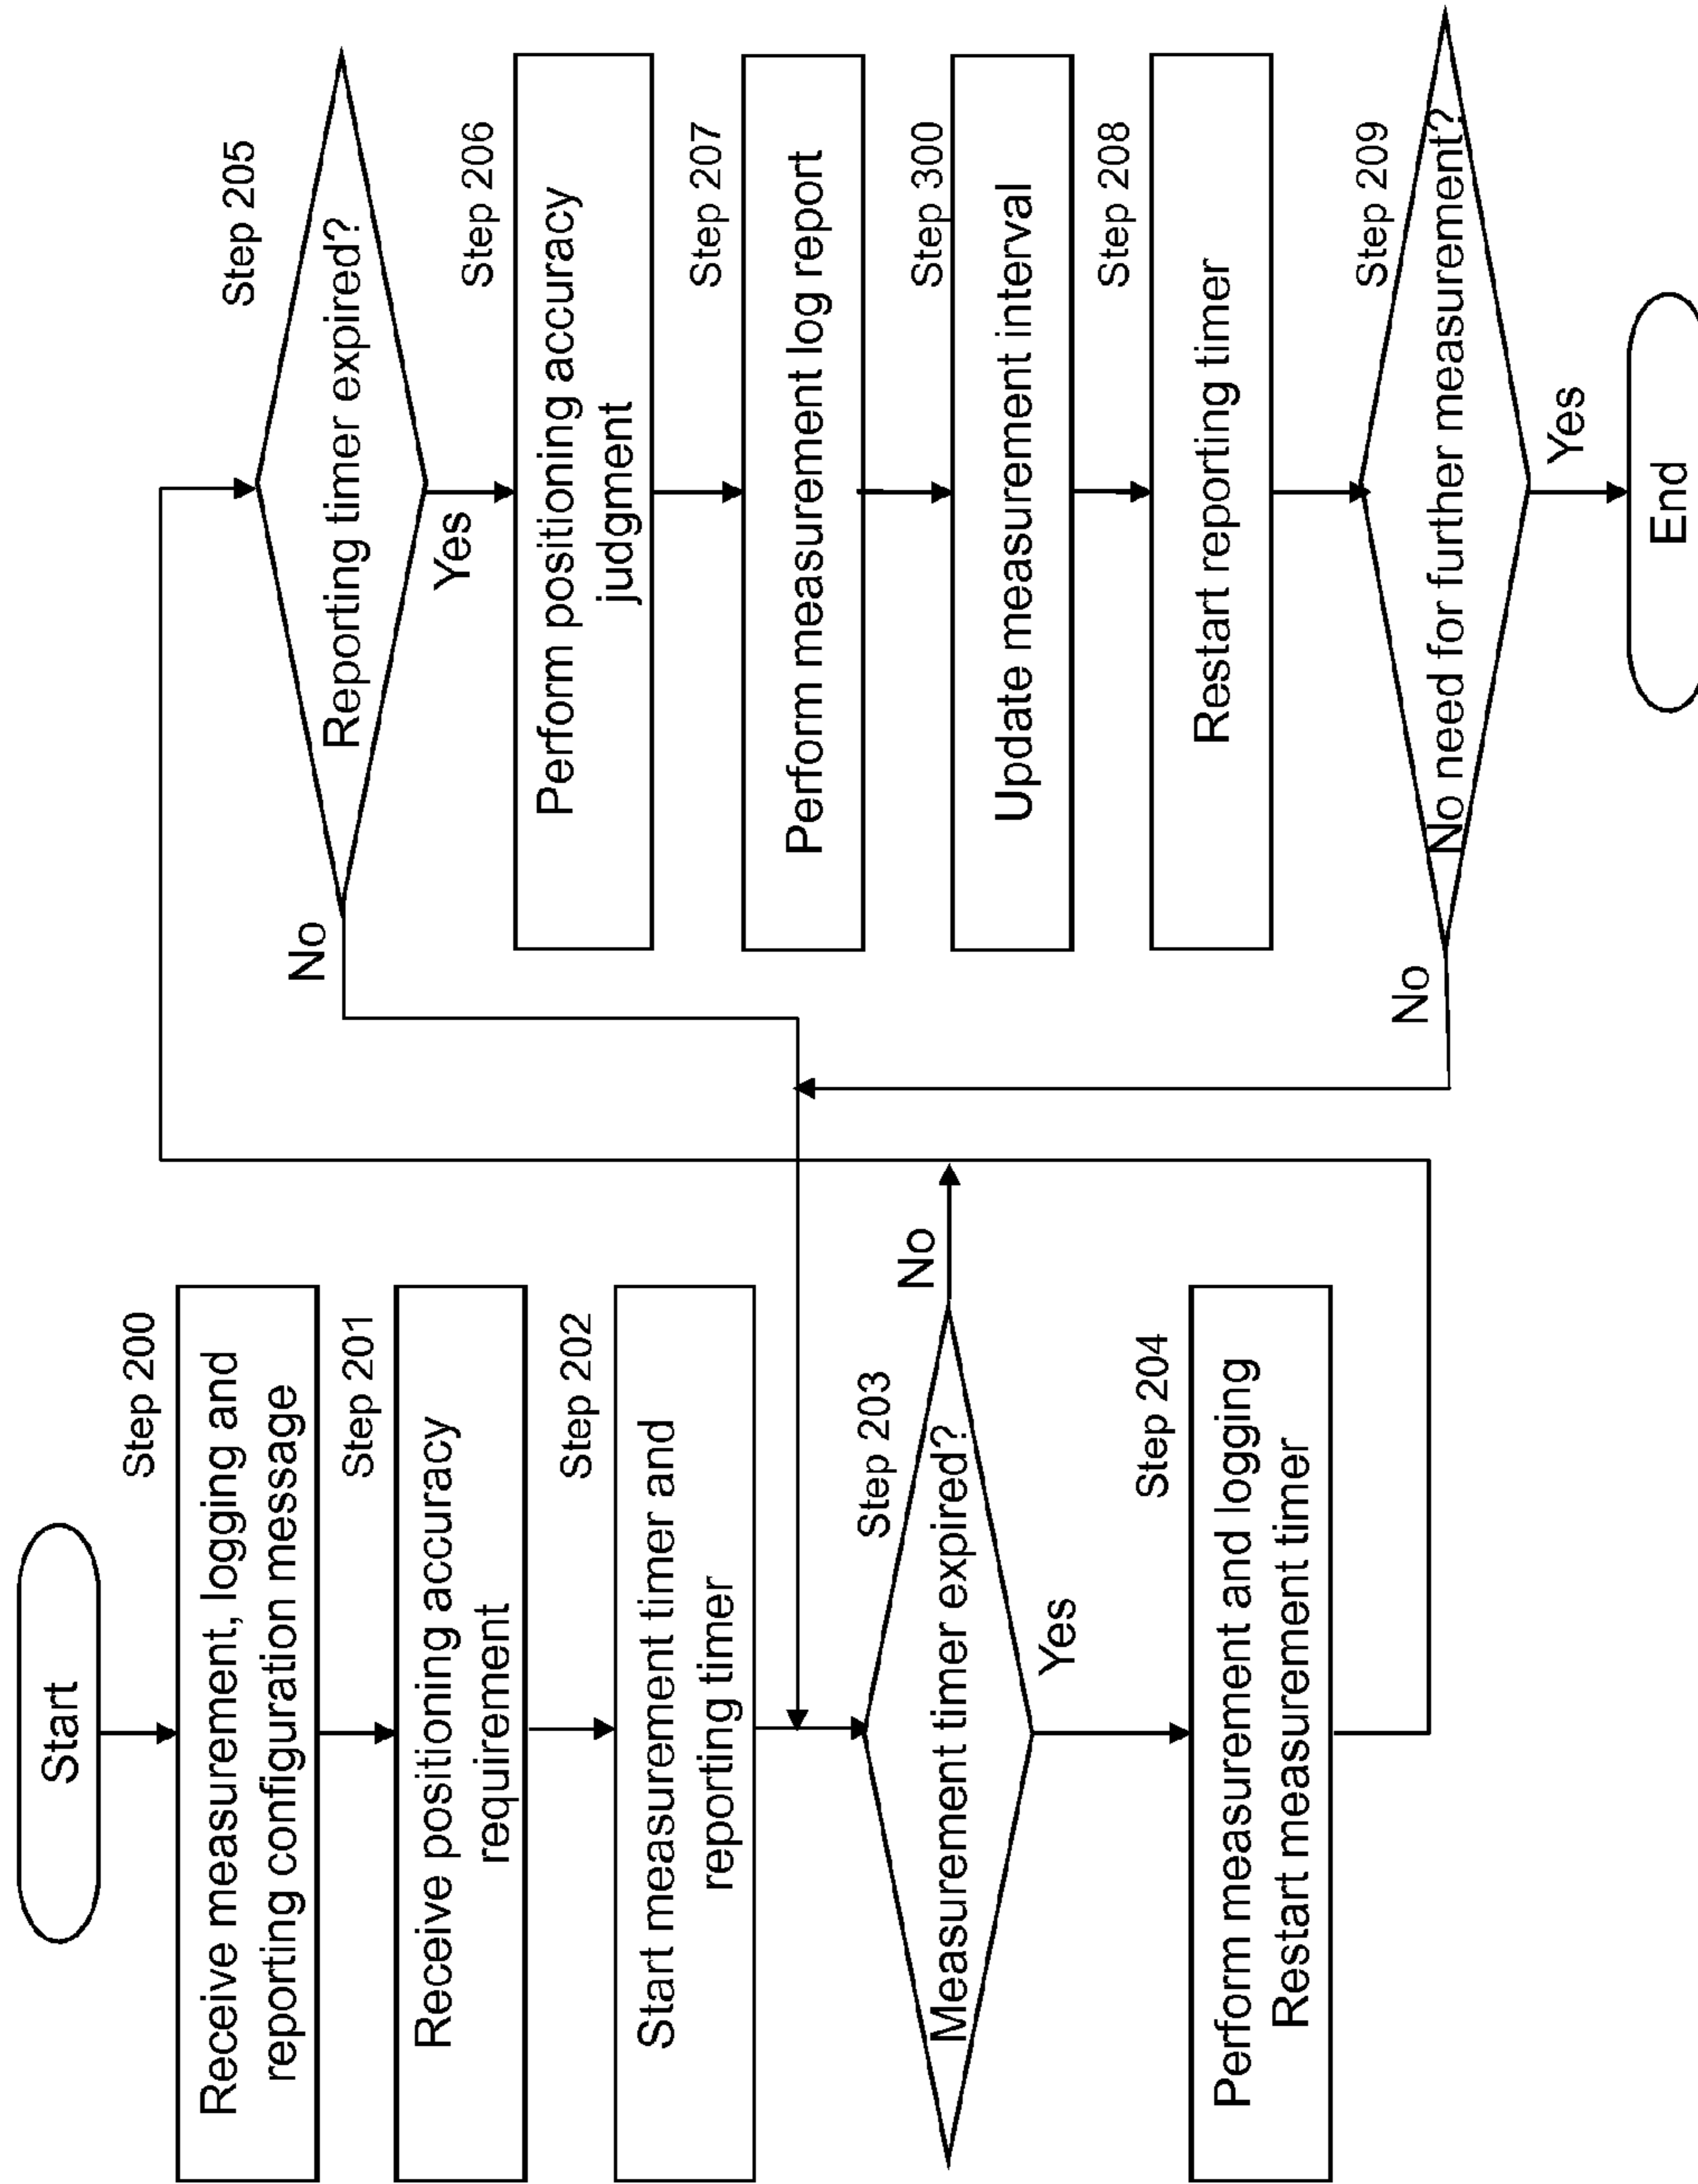 Start
Step 200
Receive measurement, logging and
reporting configuration message
Step 201
Receive positioning accuracy
requirement
Step 202
Start measurement timer and
reporting timer
Step 203
Measurement timer expired?
No
Yes
Step 204
Perform measurement and logging
Restart measurement timer
Step 205
Reporting timer expired?
No
Yes
Step 206
Perform positioning accuracy
judgment
Step 207
Perform measurement log report
Step 300
Update measurement interval
Step 208
Restart reporting timer
Step 209
No need for further measurement?
No
Yes
End